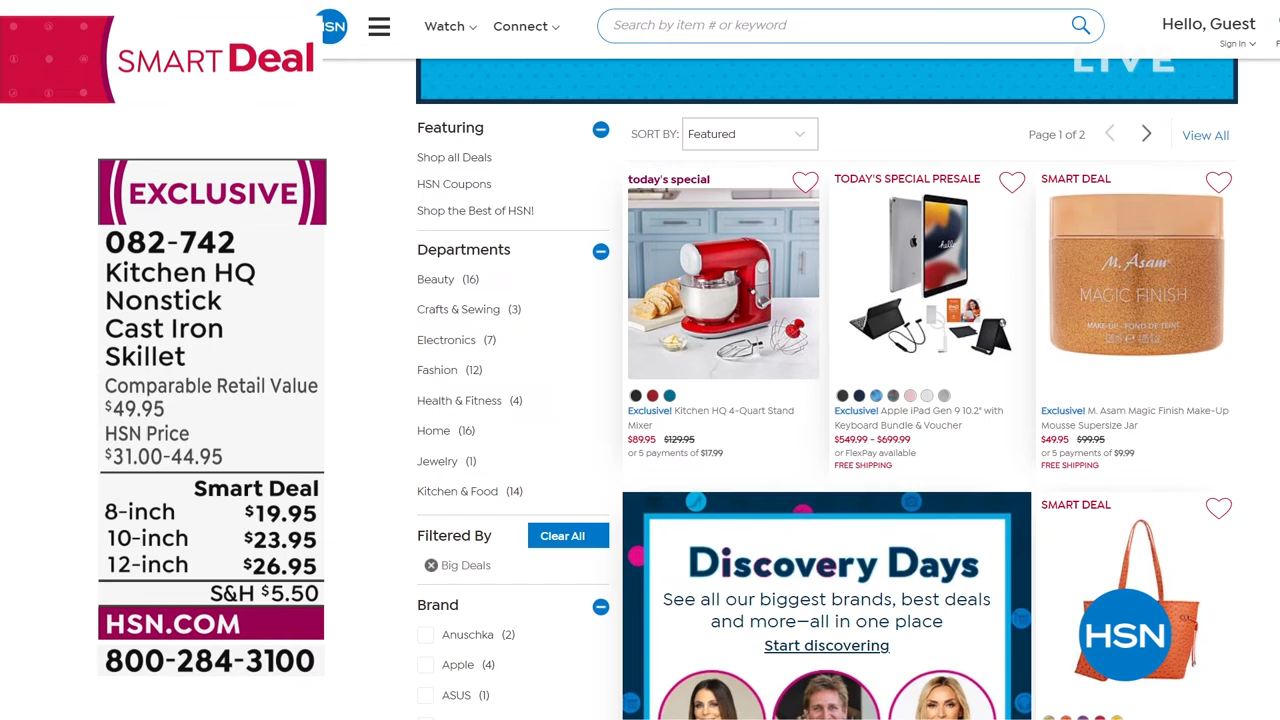 SMART Deal
EXCLUSIVE
082-742
Kitchen HQ
Nonstick
Cast Iron
Skillet
Comparable Retail Value
$49.95
HSN Price
$31.00-44.95
Smart Deal
8-inch $19.95
10-inch $23.95
12-inch $26.95
S&H $5.50
HSN.COM
800-284-3100
HSN
Watch
Connect
Search by item # or keyword
Hello, Guest
Sign In
LIVE
Featuring
Shop all Deals
HSN Coupons
Shop the Best of HSN!
Departments
Beauty (16)
Crafts & Sewing (3)
Electronics (7)
Fashion (12)
Health & Fitness (4)
Home (16)
Jewelry (1)
Kitchen & Food (14)
Filtered By Clear All
Big Deals
Brand
Anuschka (2)
Apple (4)
ASUS (1)
SORT BY: Featured
Page 1 of 2
View All
today's special
Exclusive! Kitchen HQ 4-Quart Stand
Mixer
$89.95 $129.95
or 5 payments of $17.99
TODAY'S SPECIAL PRESALE
hello
Exclusive! Apple iPad Gen 9 10.2" with
Keyboard Bundle & Voucher
$549.99 - $699.99
or FlexPay available
FREE SHIPPING
SMART DEAL
M. Asam
MAGIC FINISH
MAKE-UP · FOND DE TEINT
Exclusive! M. Asam Magic Finish Make-Up
Mousse Supersize Jar
$49.95 $99.95
or 5 payments of $9.99
FREE SHIPPING
Discovery Days
See all our biggest brands, best deals
and more—all in one place
Start discovering
SMART DEAL
HSN